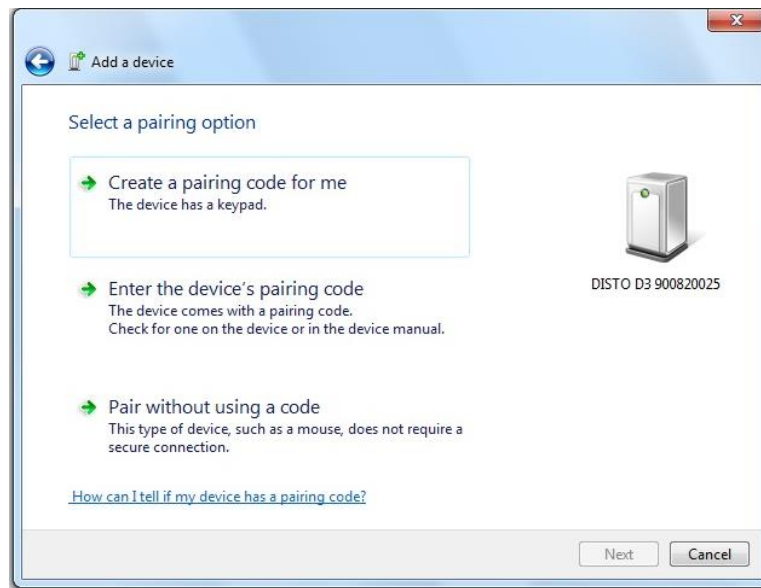 Add a device
Select a pairing option
Create a pairing code for me
The device has a keypad.
DISTO D3 900820025
Enter the device's pairing code
The device comes with a pairing code.
Check for one on the device or in the device manual.
Pair without using a code
This type of device, such as a mouse, does not require a
secure connection.
How can I tell if my device has a pairing code?
Next
Cancel